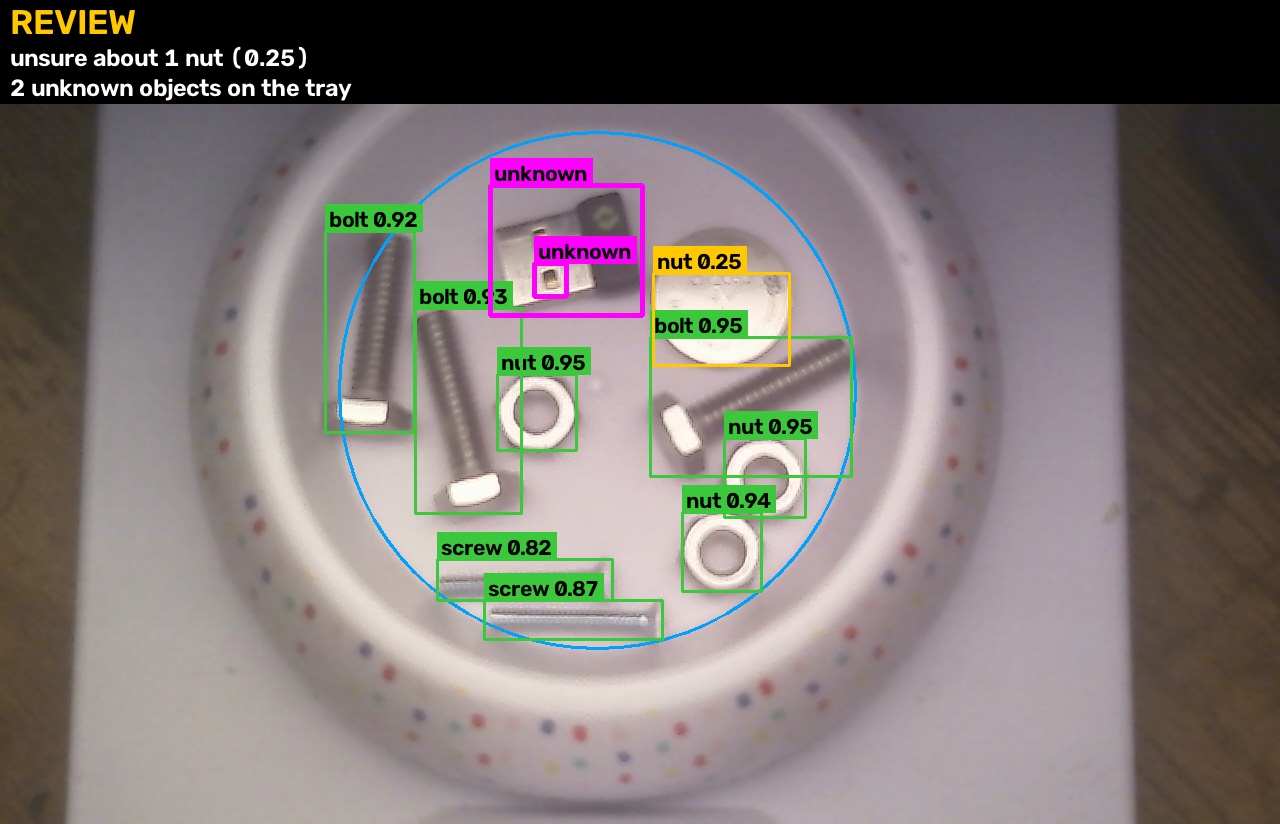 REVIEW
unsure about 1 nut (0.25)
2 unknown objects on the tray
unknown
bolt 0.92
unknown
nut 0.25
bolt 0.93
bolt 0.95
nut 0.95
nut 0.95
nut 0.94
screw 0.82
screw 0.87